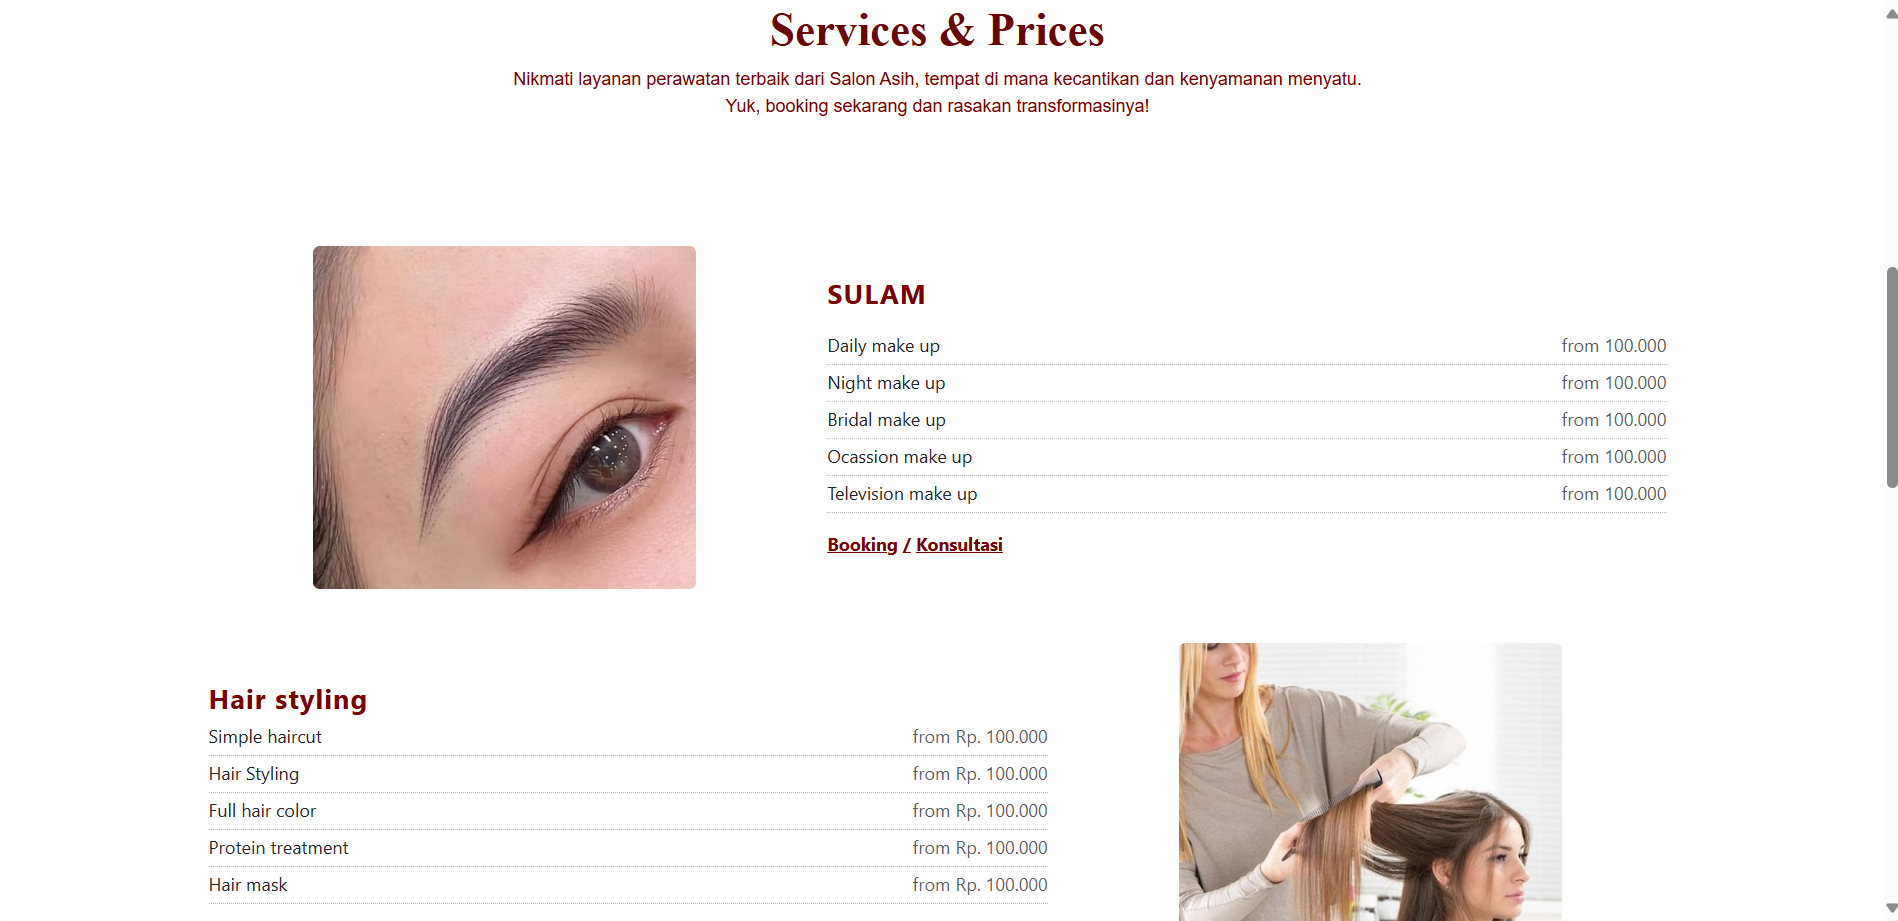 Services & Prices
Nikmati layanan perawatan terbaik dari Salon Asih, tempat di mana kecantikan dan kenyamanan menyatu.
Yuk, booking sekarang dan rasakan transformasinya!
SULAM
Daily make up from 100.000
Night make up from 100.000
Bridal make up from 100.000
Ocassion make up from 100.000
Television make up from 100.000
Booking / Konsultasi
Hair styling
Simple haircut from Rp. 100.000
Hair Styling from Rp. 100.000
Full hair color from Rp. 100.000
Protein treatment from Rp. 100.000
Hair mask from Rp. 100.000